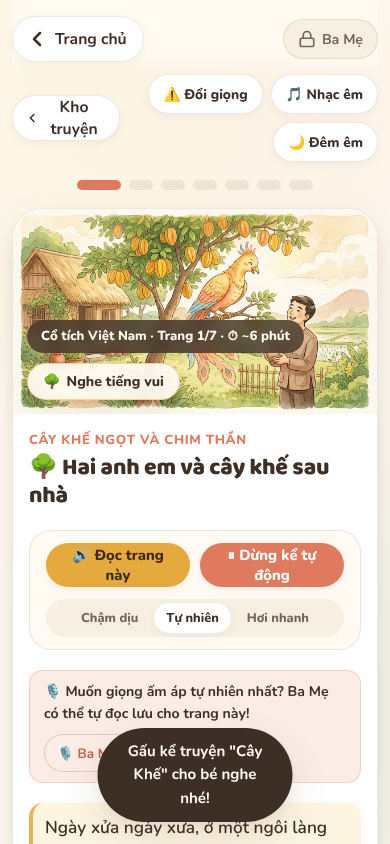 Trang chủ
Ba Mẹ
Kho
truyện
⚠️ Đổi giọng
🎵 Nhạc êm
🌙 Đêm êm
Cổ tích Việt Nam · Trang 1/7 · ⏱ ~6 phút
🌳 Nghe tiếng vui
CÂY KHẾ NGỌT VÀ CHIM THẦN
🌳 Hai anh em và cây khế sau
nhà
🔊 Đọc trang
này
⏸ Dừng kể tự
động
Chậm dịu
Tự nhiên
Hơi nhanh
🎙️ Muốn giọng ấm áp tự nhiên nhất? Ba Mẹ
có thể tự đọc lưu cho trang này!
🎙️ Ba
Gấu kể truyện "Cây
Khế" cho bé nghe
nhé!
Ngày xửa ngày xưa, ở một ngôi làng